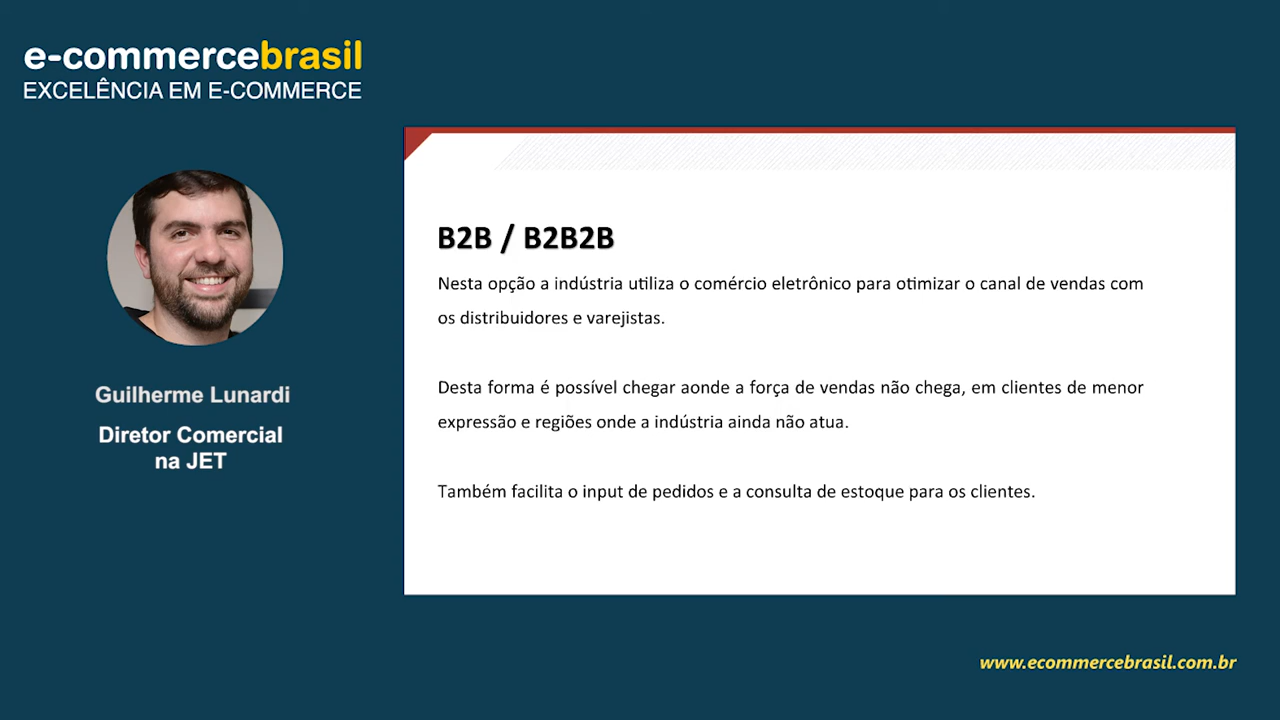 e-commercebrasil
EXCELÊNCIA EM E-COMMERCE
Guilherme Lunardi
Diretor Comercial
na JET
B2B / B2B2B
Nesta opção a indústria utiliza o comércio eletrônico para otimizar o canal de vendas com
os distribuidores e varejistas.
Desta forma é possível chegar aonde a força de vendas não chega, em clientes de menor
expressão e regiões onde a indústria ainda não atua.
Também facilita o input de pedidos e a consulta de estoque para os clientes.
www.ecommercebrasil.com.br